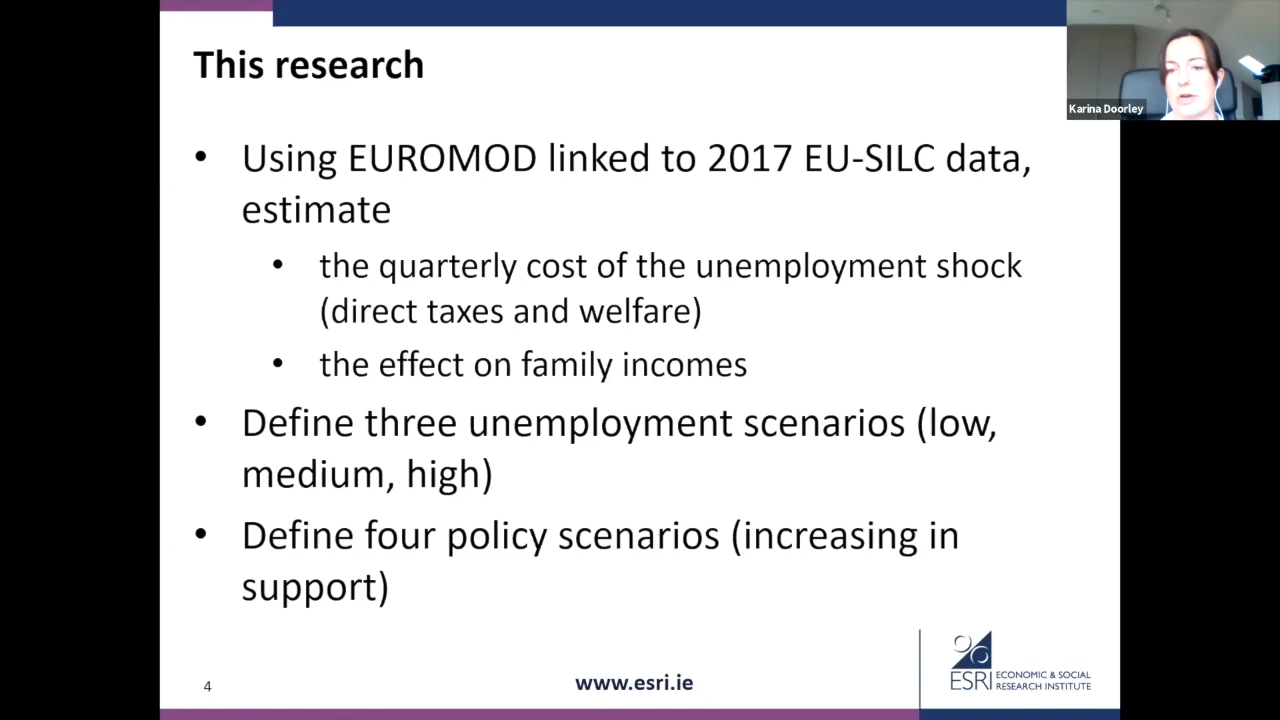 This research
Karina Doorley
• Using EUROMOD linked to 2017 EU-SILC data,
estimate
• the quarterly cost of the unemployment shock
(direct taxes and welfare)
• the effect on family incomes
• Define three unemployment scenarios (low,
medium, high)
• Define four policy scenarios (increasing in
support)
4
www.esri.ie
ESRI
ECONOMIC & SOCIAL
RESEARCH INSTITUTE